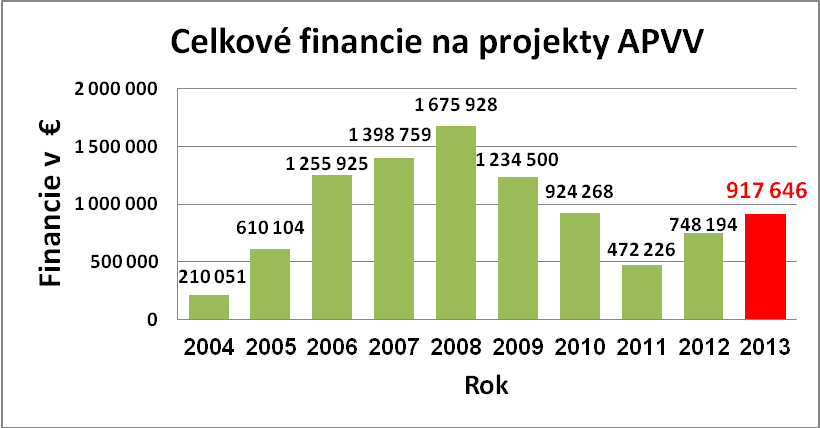 Celkové financie na projekty APVV
Financie v €
2 000 000
1 500 000
1 000 000
500 000
0
210 051
610 104
1 255 925
1 398 759
1 675 928
1 234 500
924 268
472 226
748 194
917 646
2004 2005 2006 2007 2008 2009 2010 2011 2012 2013
Rok